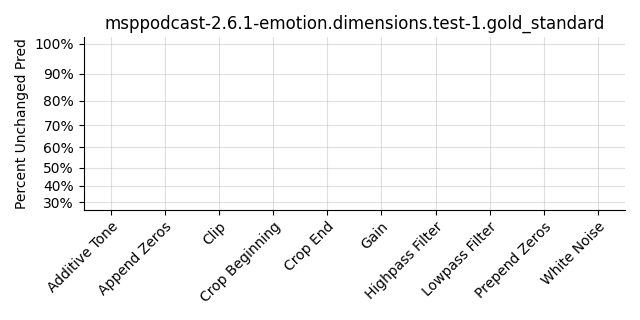 msppodcast-2.6.1-emotion.dimensions.test-1.gold_standard
Percent Unchanged Pred
100%
90%
80%
70%
60%
50%
40%
30%
Additive Tone
Append Zeros
Clip
Crop Beginning
Crop End
Gain
Highpass Filter
Lowpass Filter
Prepend Zeros
White Noise